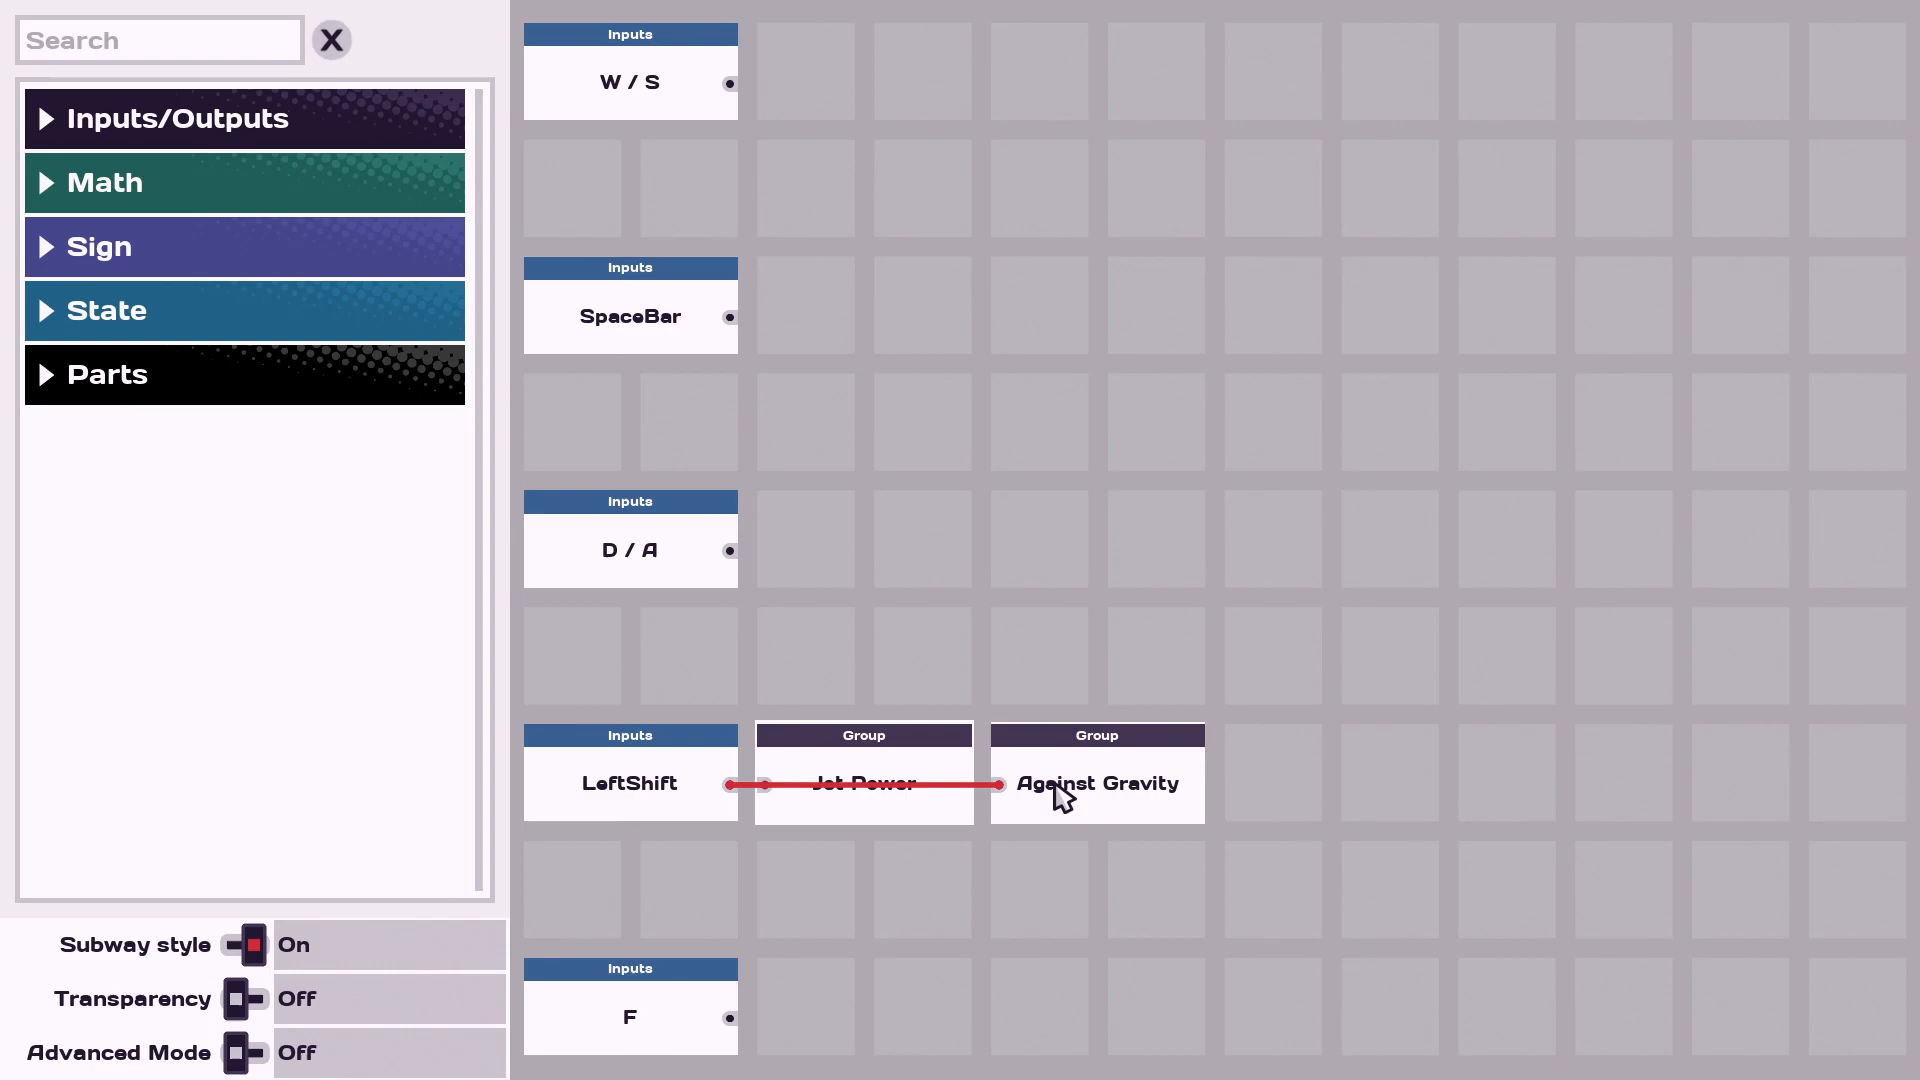 Search
X
Inputs/Outputs
Math
Sign
State
Parts
Subway style
On
Transparency
Off
Advanced Mode
Off
Inputs
W / S
Inputs
SpaceBar
Inputs
D / A
Inputs
LeftShift
Group
Jet Power
Group
Against Gravity
Inputs
F